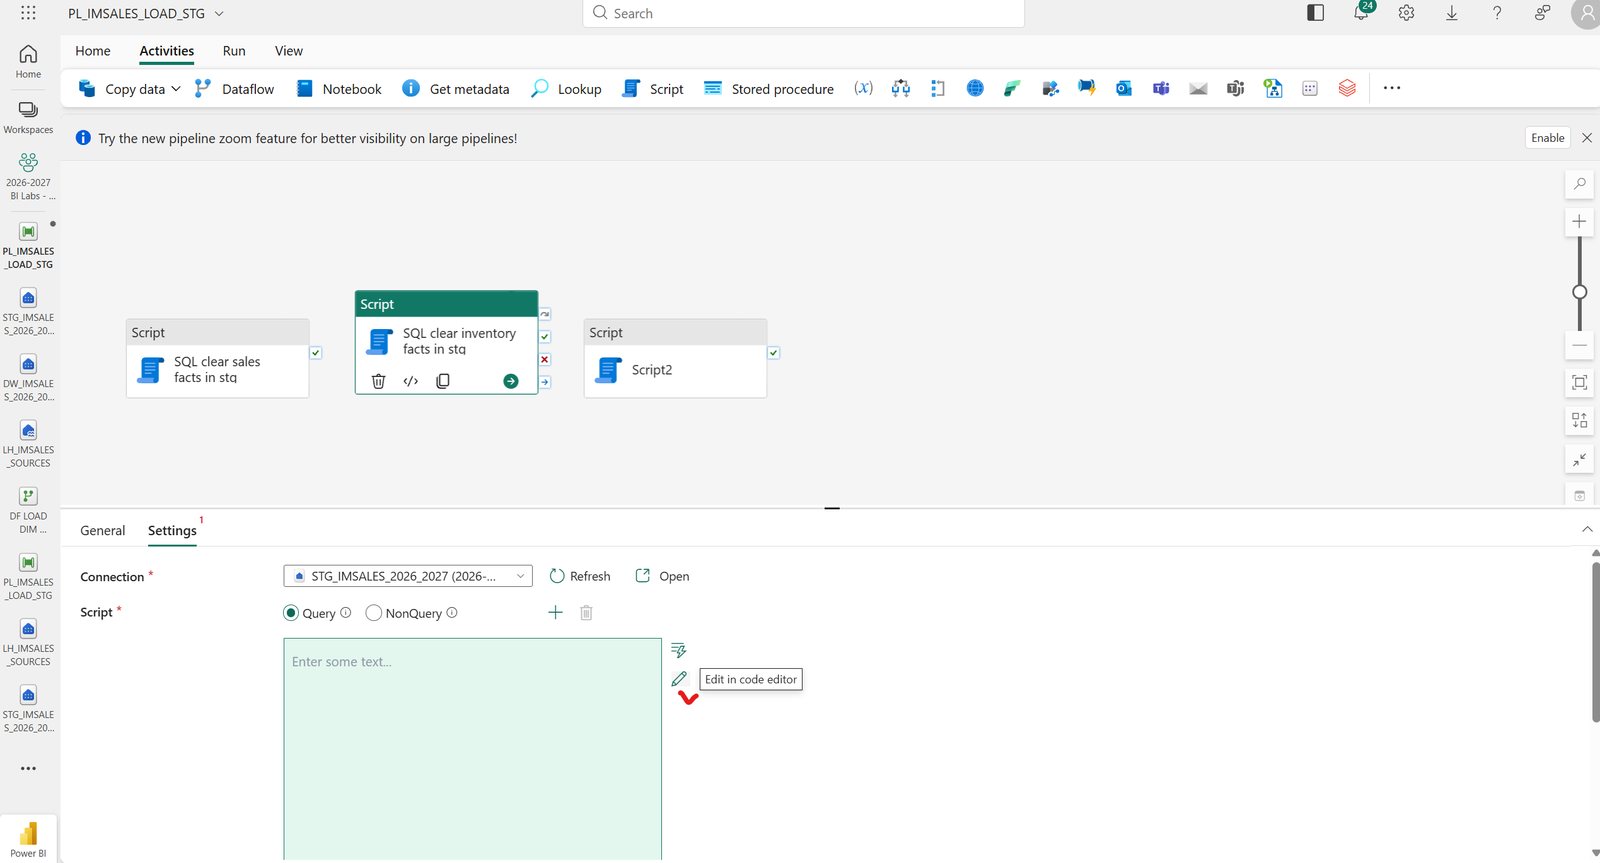 PL_IMSALES_LOAD_STG
Search
24
Home
Activities
Run
View
Copy data
Dataflow
Notebook
Get metadata
Lookup
Script
Stored procedure
(x)
Try the new pipeline zoom feature for better visibility on large pipelines!
Enable
Home
Workspaces
2026-2027
BI Labs - ...
PL_IMSALES
_LOAD_STG
STG_IMSALE
S_2026_20...
DW_IMSALE
S_2026_20...
LH_IMSALES
_SOURCES
DF LOAD
DIM ...
PL_IMSALES
_LOAD_STG
LH_IMSALES
_SOURCES
STG_IMSALE
S_2026_20...
Power BI
Script
SQL clear sales
facts in stg
Script
SQL clear inventory
facts in stg
Script
Script2
General
Settings
1
Connection *
STG_IMSALES_2026_2027 (2026-...
Refresh
Open
Script *
Query
NonQuery
Enter some text...
Edit in code editor